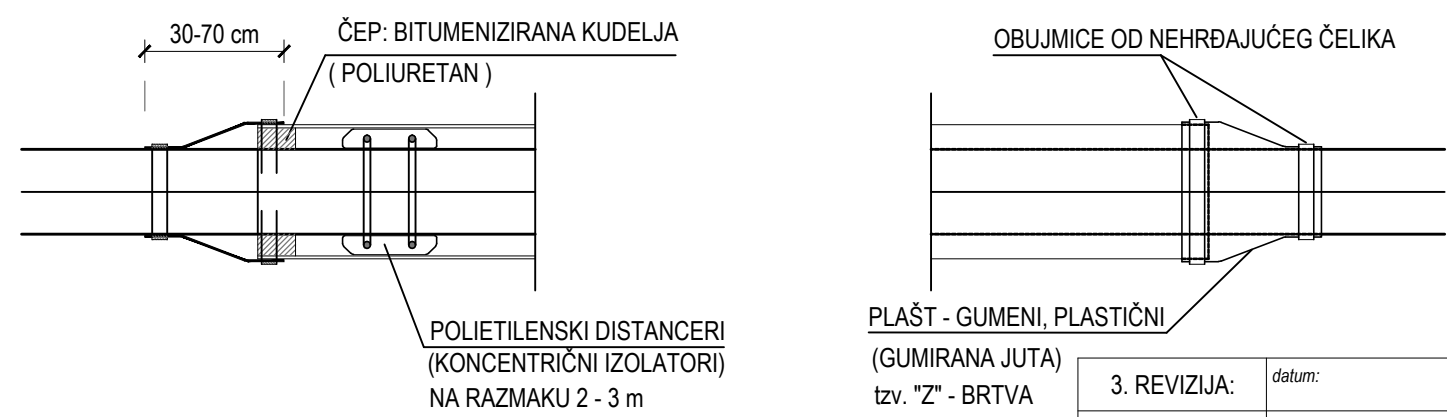 30-70 cm
ČEP: BITUMENIZIRANA KUDELJA
( POLIURETAN )
POLIETILENSKI DISTANCERI
(KONCENTRIČNI IZOLATORI)
NA RAZMAKU 2 - 3 m
OBUJMICE OD NEHRĐAJUĆEG ČELIKA
PLAŠT - GUMENI, PLASTIČNI
(GUMIRANA JUTA)
tzv. "Z" - BRTVA
3. REVIZIJA:
datum: